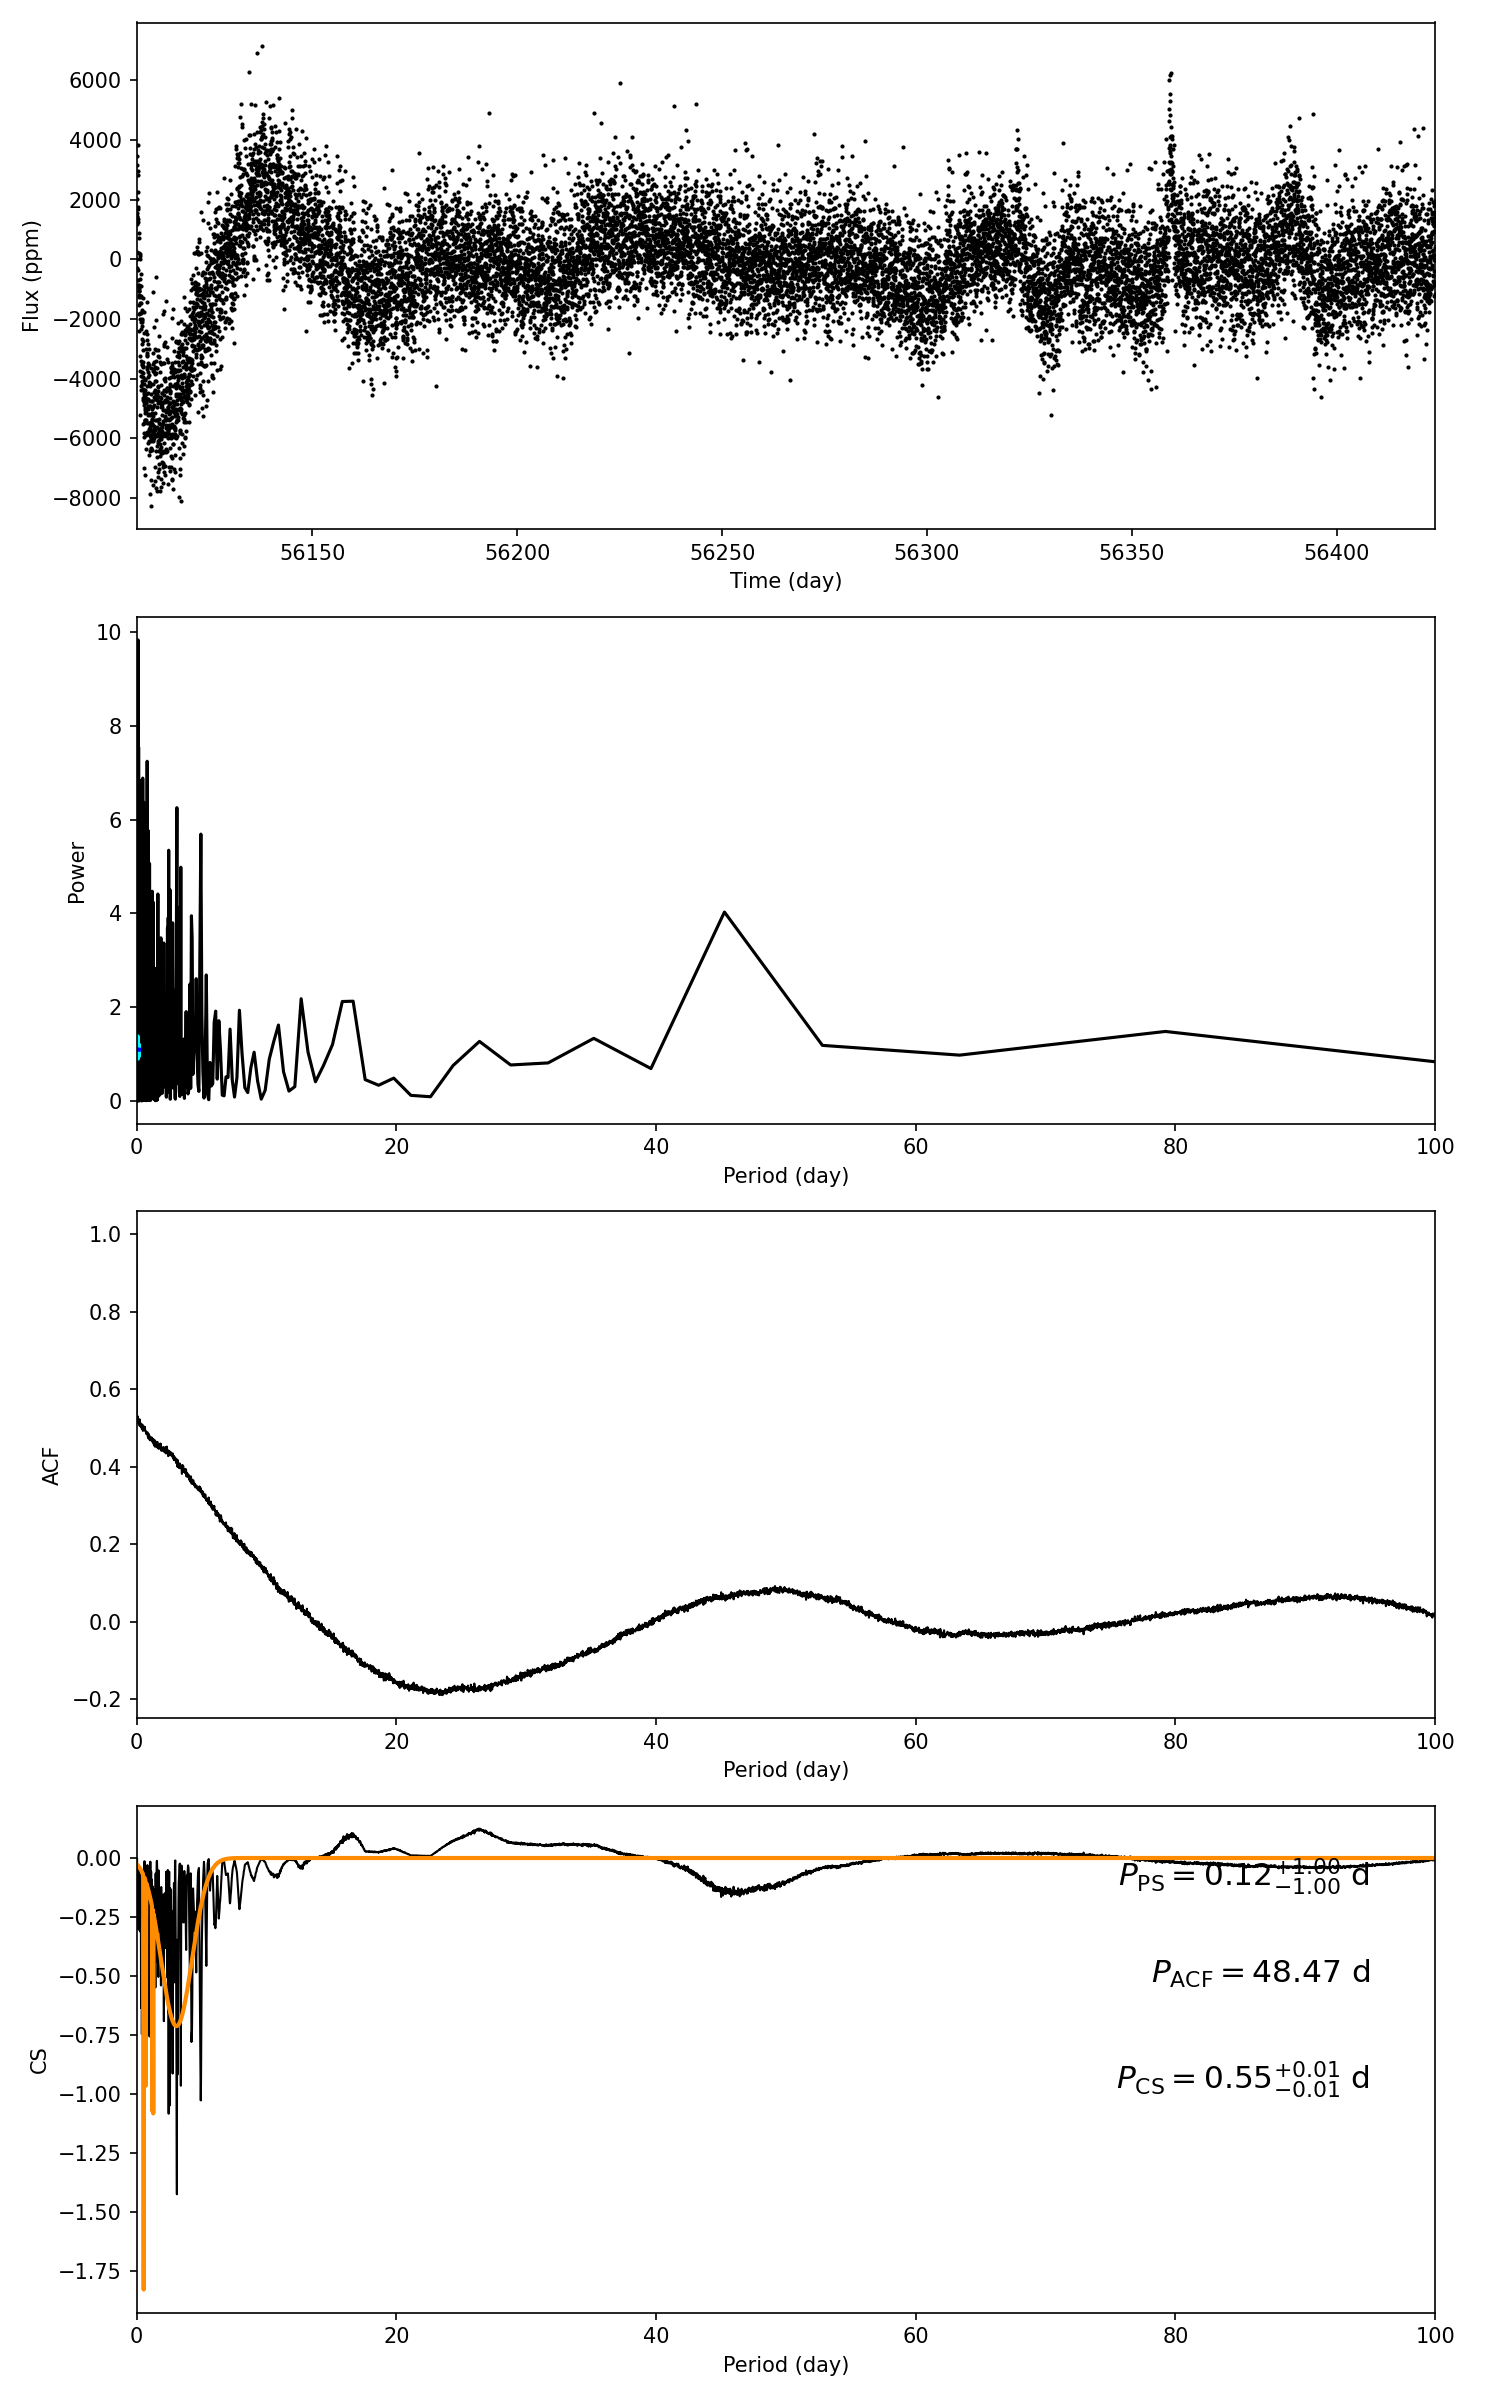 6000
4000
2000
0
−2000
−4000
−6000
−8000
Flux (ppm)
56150 56200 56250 56300 56350 56400
Time (day)
10
8
6
4
2
0
Power
0 20 40 60 80 100
Period (day)
1.0
0.8
0.6
0.4
0.2
0.0
−0.2
ACF
0 20 40 60 80 100
Period (day)
0.00
−0.25
−0.50
−0.75
−1.00
−1.25
−1.50
−1.75
CS
P_PS = 0.12 +1.00 −1.00 d
P_ACF = 48.47 d
P_CS = 0.55 +0.01 −0.01 d
0 20 40 60 80 100
Period (day)